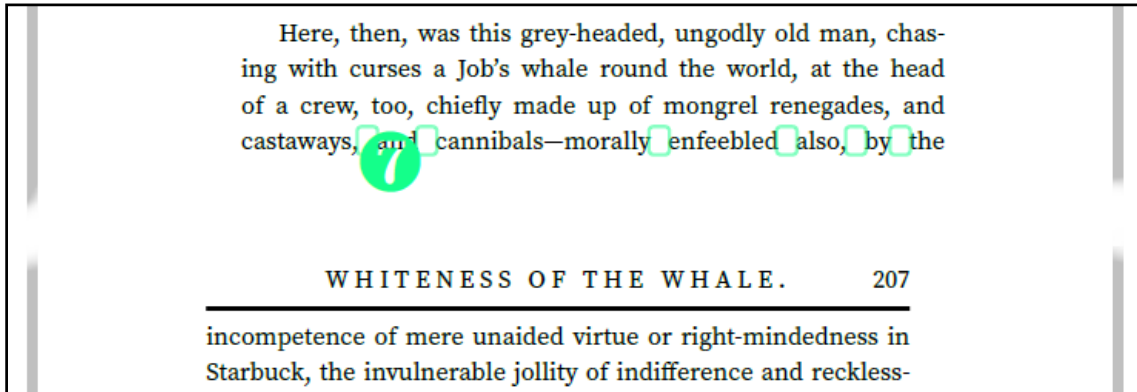 Here, then, was this grey-headed, ungodly old man, chas-
ing with curses a Job’s whale round the world, at the head
of a crew, too, chiefly made up of mongrel renegades, and
castaways, and cannibals—morally enfeebled also, by the
7
WHITENESS OF THE WHALE. 207
incompetence of mere unaided virtue or right-mindedness in
Starbuck, the invulnerable jollity of indifference and reckless-